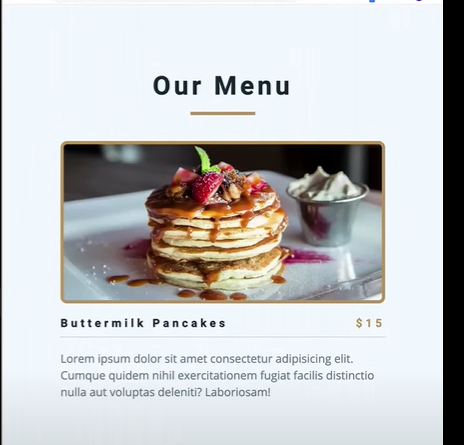 Our Menu
Buttermilk Pancakes $15
Lorem ipsum dolor sit amet consectetur adipisicing elit.
Cumque quidem nihil exercitationem fugiat facilis distinctio
nulla aut voluptas deleniti? Laboriosam!